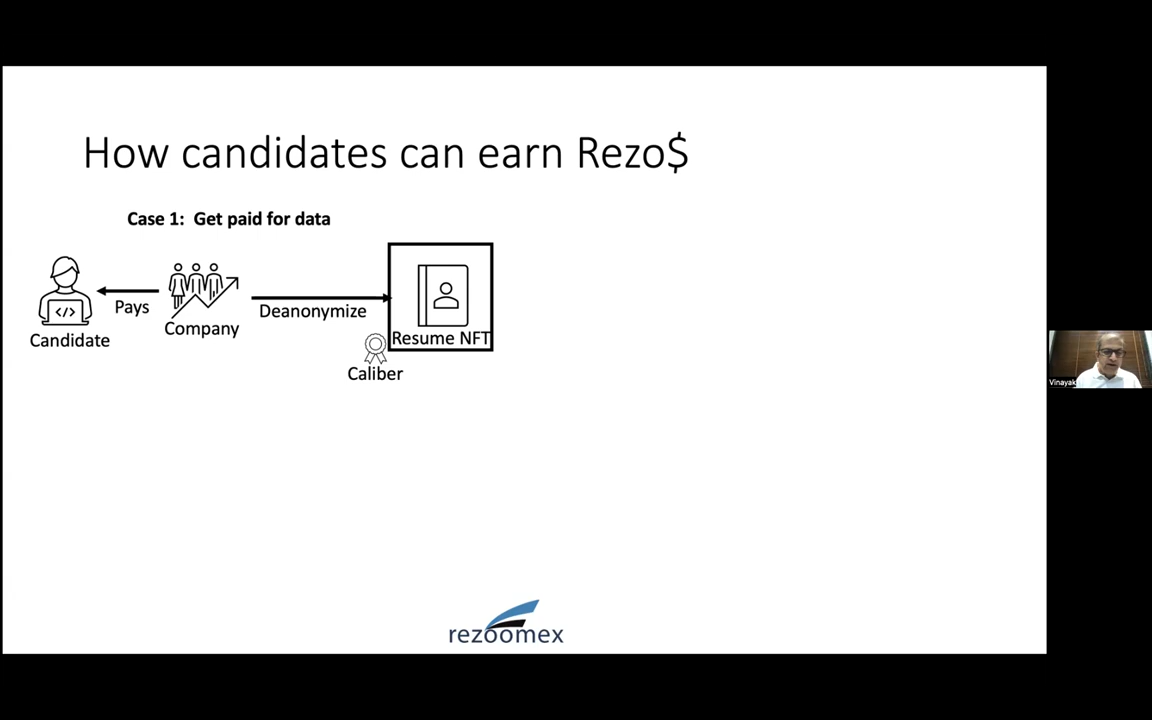 How candidates can earn Rezo$
Case 1: Get paid for data
Pays
Deanonymize
Candidate
Company
Resume NFT
Caliber
</>
Vinayak
rezoomex